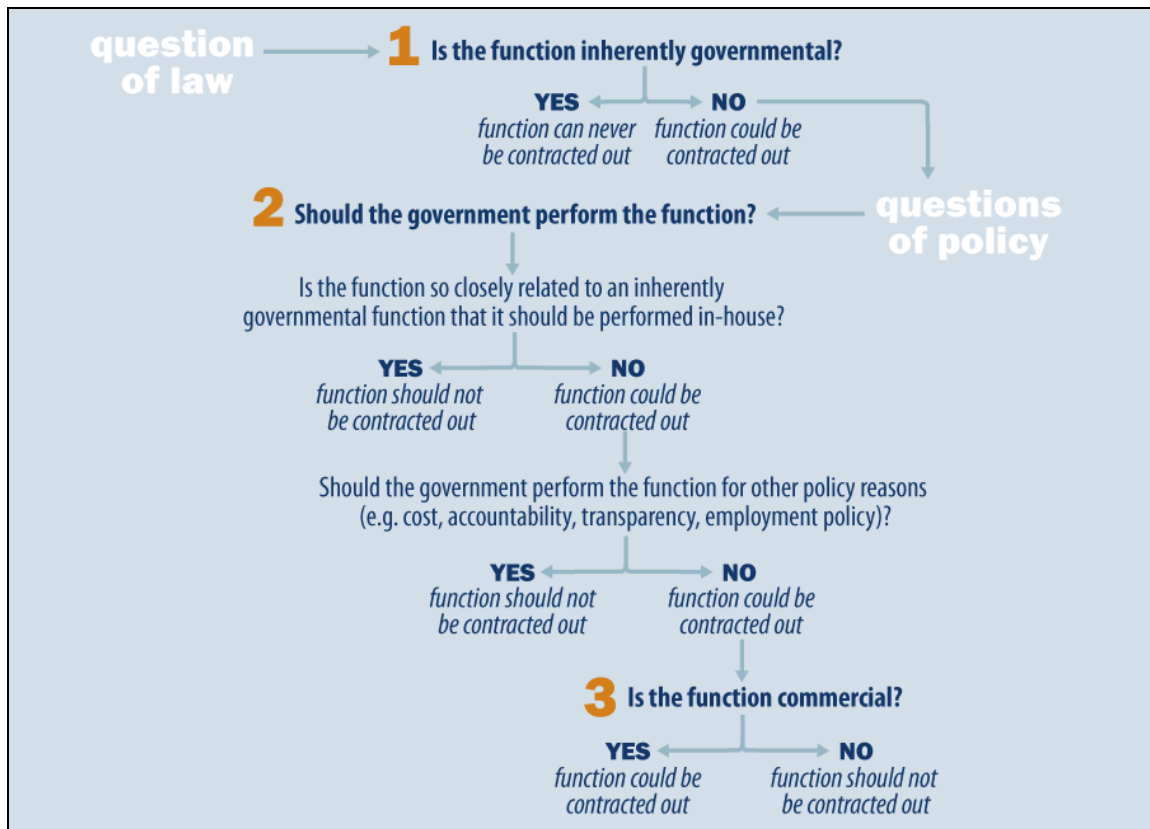 question
of law
1 Is the function inherently governmental?
YES NO
function can never function could be
be contracted out contracted out
2 Should the government perform the function?
questions
of policy
Is the function so closely related to an inherently
governmental function that it should be performed in-house?
YES NO
function should not function could be
be contracted out contracted out
Should the government perform the function for other policy reasons
(e.g. cost, accountability, transparency, employment policy)?
YES NO
function should not function could be
be contracted out contracted out
3 Is the function commercial?
YES NO
function could be function should not
contracted out be contracted out